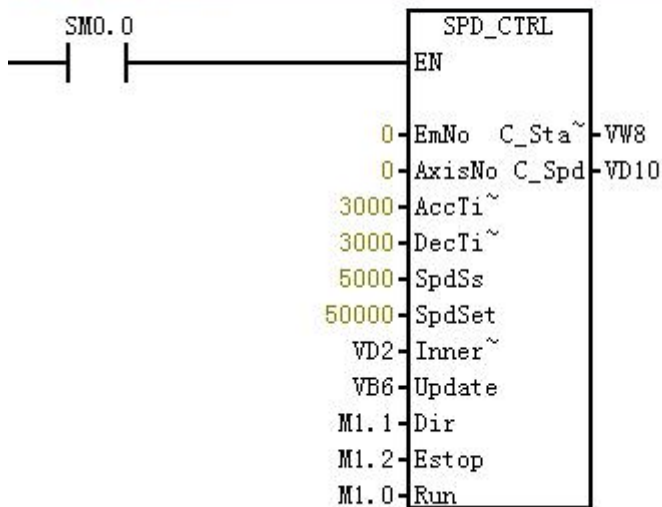 SM0.0
SPD_CTRL
EN
0 EmNo C_Sta~ VW8
0 AxisNo C_Spd VD10
3000 AccTi~
3000 DecTi~
5000 SpdSs
50000 SpdSet
VD2 Inner~
VB6 Update
M1.1 Dir
M1.2 Estop
M1.0 Run